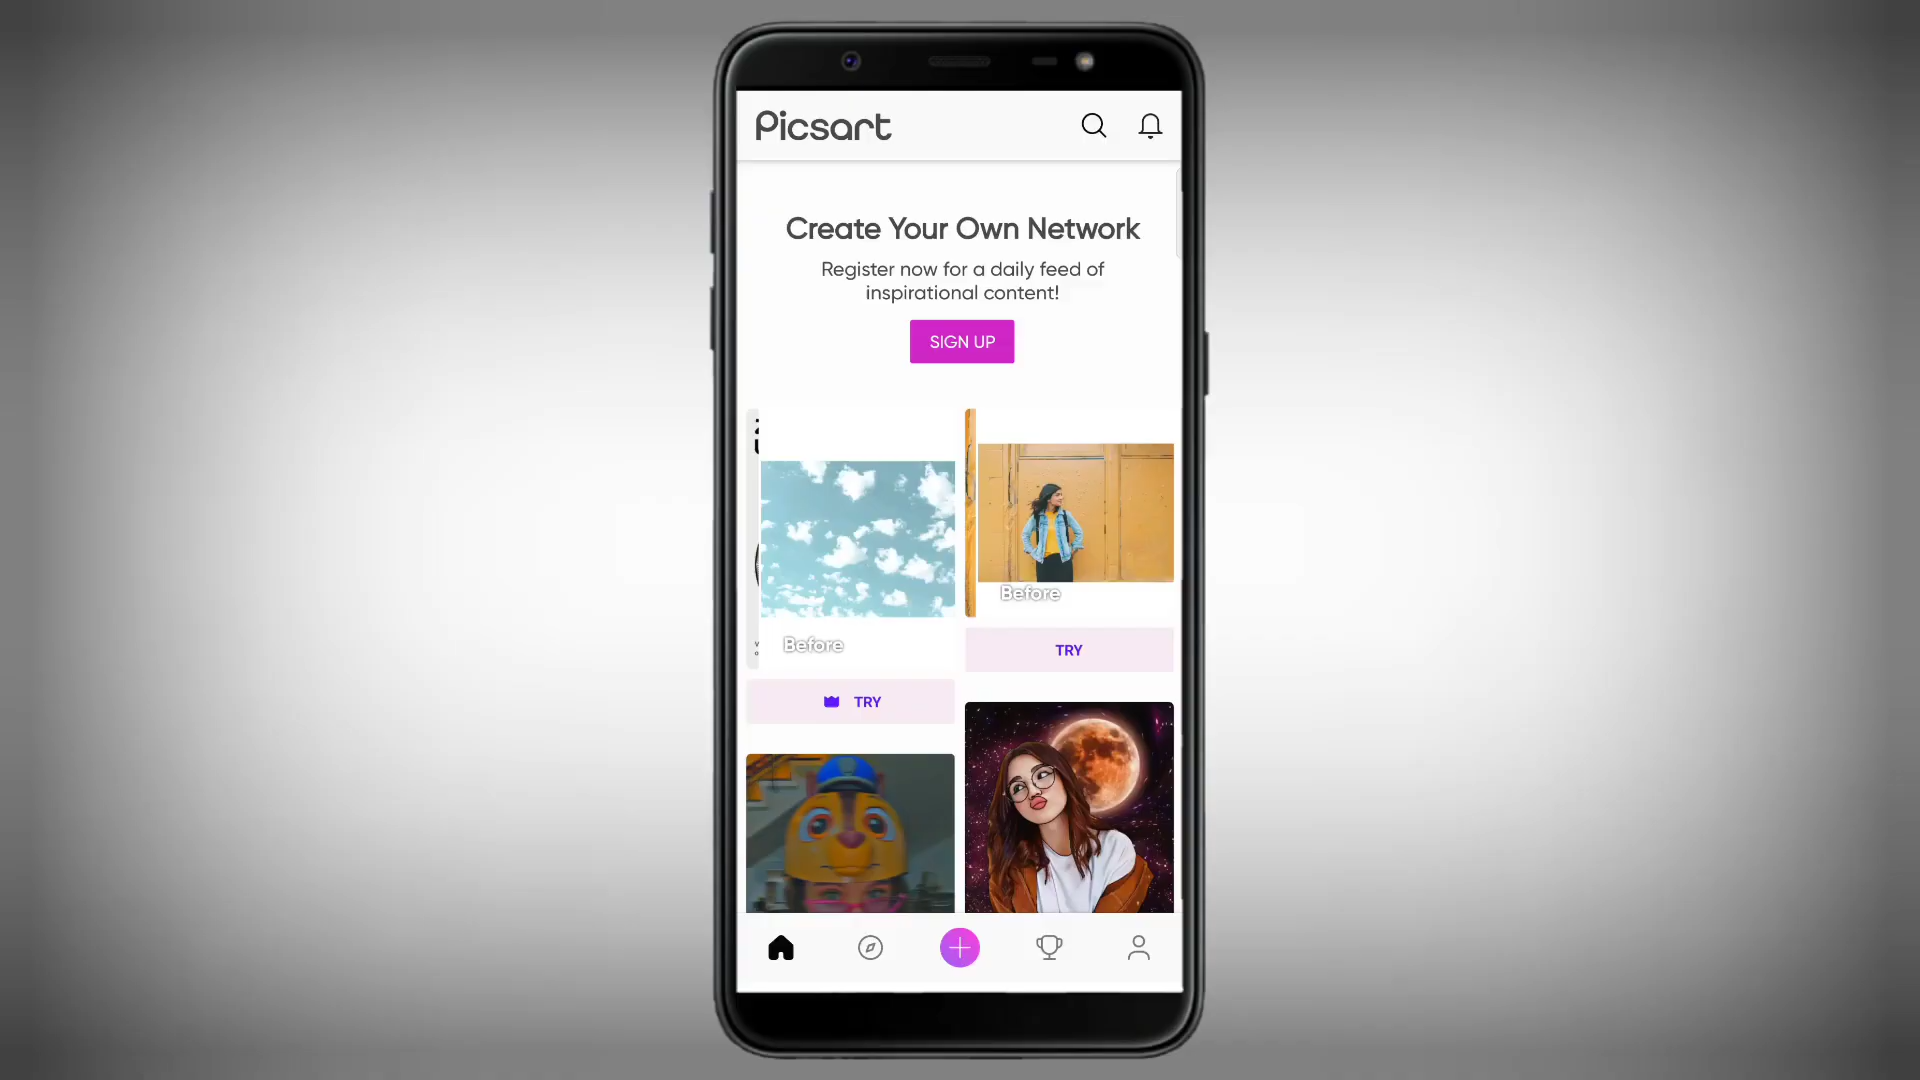 Picsart
Create Your Own Network
Register now for a daily feed of
inspirational content!
SIGN UP
Before
Before
TRY
TRY